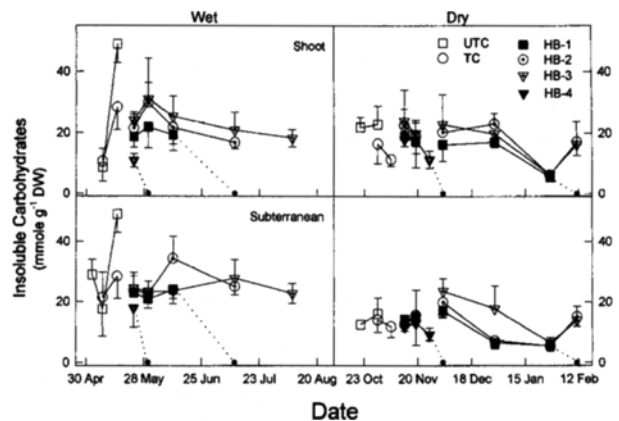 Wet Dry
Shoot
UTC
TC
HB-1
HB-2
HB-3
HB-4
40
20
0
40
20
0
Subterranean
40
20
0
40
20
0
Insoluble Carbohydrates
(mmole g⁻¹ DW)
30 Apr 28 May 25 Jun 23 Jul 20 Aug 23 Oct 20 Nov 18 Dec 15 Jan 12 Feb
Date